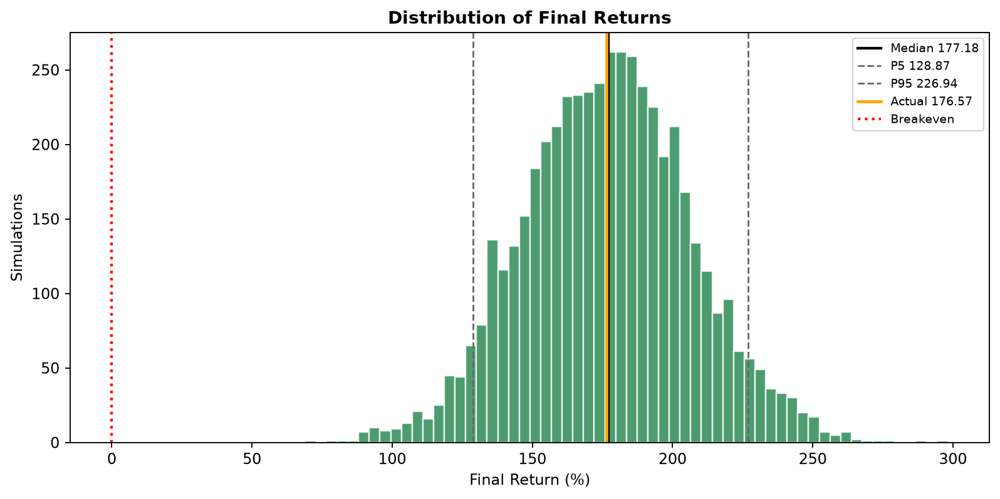 Distribution of Final Returns
Median 177.18
P5 128.87
P95 226.94
Actual 176.57
Breakeven
Simulations
250
200
150
100
50
0
0 50 100 150 200 250 300
Final Return (%)